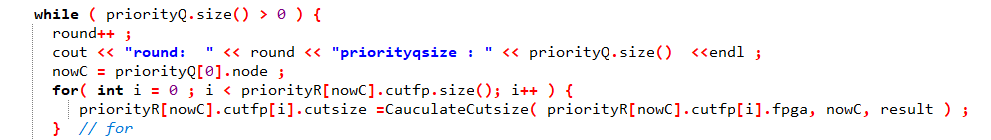 while ( priorityQ.size() > 0 ) {
round++ ;
cout << "round:  " << round << "priorityqsize : " << priorityQ.size()  <<endl ;
nowC = priorityQ[0].node ;
for( int i = 0 ; i < priorityR[nowC].cutfp.size(); i++ ) {
priorityR[nowC].cutfp[i].cutsize =CauculateCutsize( priorityR[nowC].cutfp[i].fpga, nowC, result ) ;
}  // for